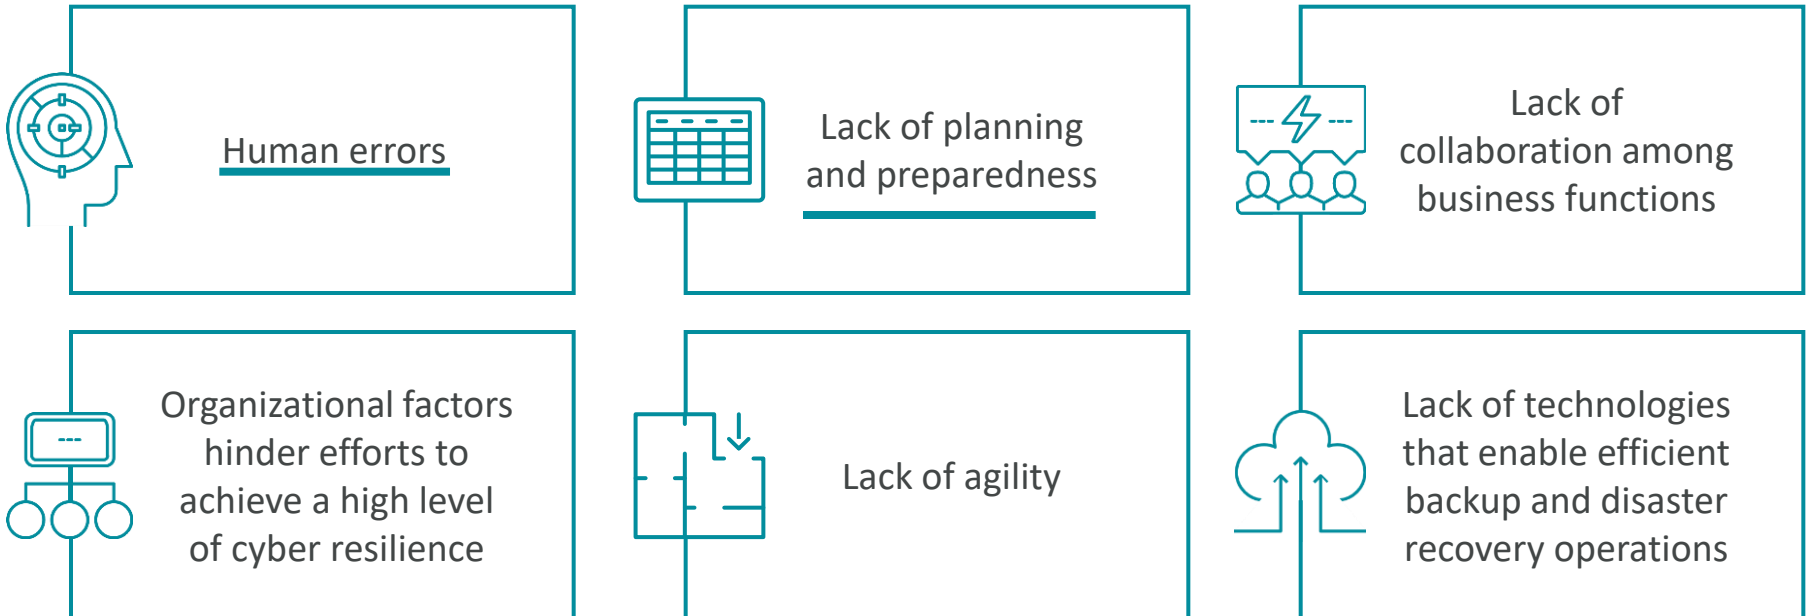 Human errors
Lack of planning
and preparedness
Lack of
collaboration among
business functions
Organizational factors
hinder efforts to
achieve a high level
of cyber resilience
Lack of agility
Lack of technologies
that enable efficient
backup and disaster
recovery operations